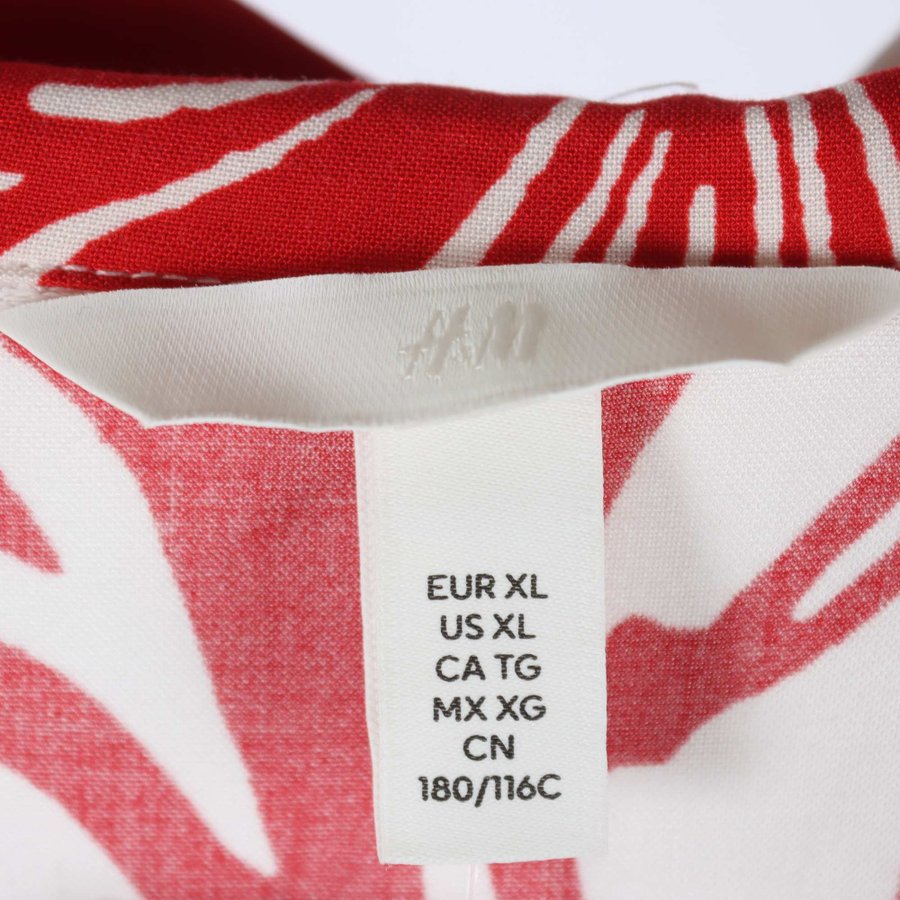 H&M
EUR XL
US XL
CA TG
MX XG
CN
180/116C